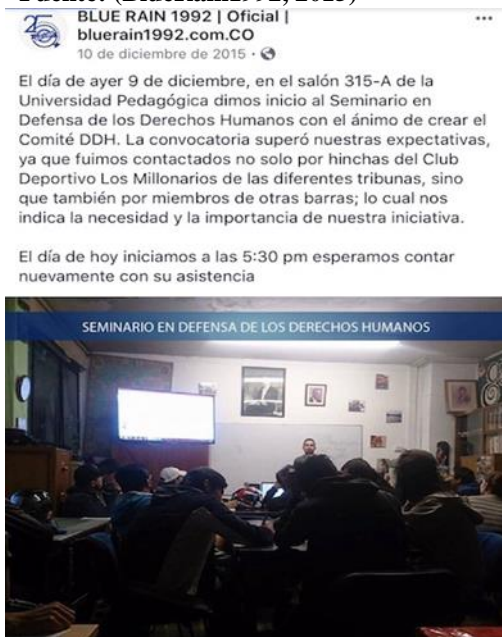 Fuente: (BlueRain1992, 2015)
BLUE RAIN 1992 | Oficial |
bluerain1992.com.CO
10 de diciembre de 2015
El día de ayer 9 de diciembre, en el salón 315-A de la
Universidad Pedagógica dimos inicio al Seminario en
Defensa de los Derechos Humanos con el ánimo de crear el
Comité DDH. La convocatoria superó nuestras expectativas,
ya que fuimos contactados no solo por hinchas del Club
Deportivo Los Millonarios de las diferentes tribunas, sino
que también por miembros de otras barras; lo cual nos
indica la necesidad y la importancia de nuestra iniciativa.
El día de hoy iniciamos a las 5:30 pm esperamos contar
nuevamente con su asistencia
SEMINARIO EN DEFENSA DE LOS DERECHOS HUMANOS